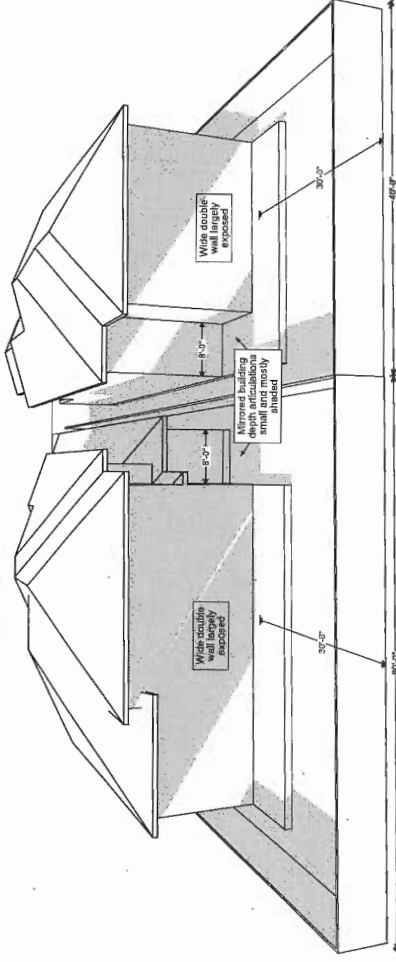 Wide double
wall largely
exposed
30'-0"
8'-0"
Mirrored building
depth articulations
small and mostly
shaded
Wide double
wall largely
exposed
30'-0"
40'-0"